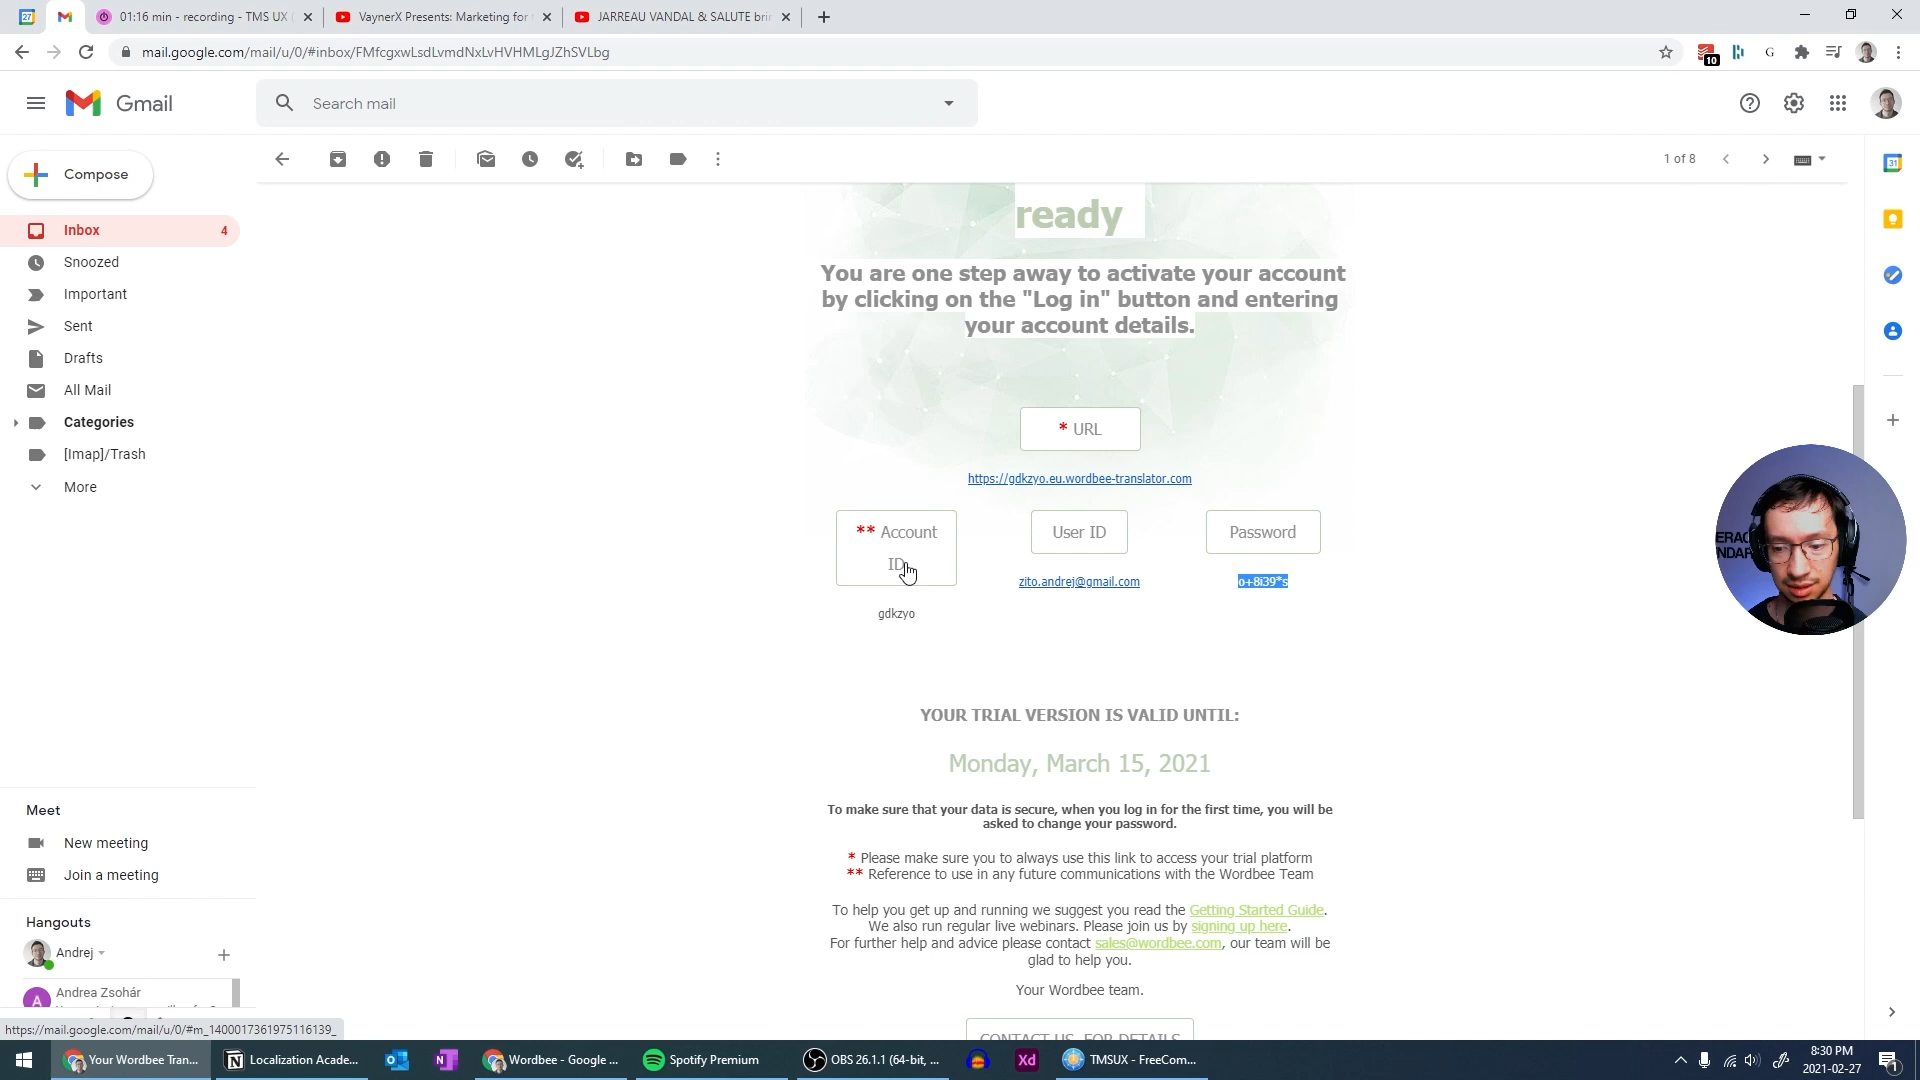 27
01:16 min - recording - TMS UX
VaynerX Presents: Marketing for
JARREAU VANDAL & SALUTE brin
mail.google.com/mail/u/0/#inbox/FMfcgxwLsdLvmdNxLvHVHMLgJZhSVLbg
10
Gmail
Search mail
Compose
1 of 8
Inbox
4
Snoozed
Important
Sent
Drafts
All Mail
Categories
[Imap]/Trash
More
Meet
New meeting
Join a meeting
Hangouts
Andrej
Andrea Zsohár
A
31
ready
You are one step away to activate your account
by clicking on the "Log in" button and entering
your account details.
* URL
https://gdkzyo.eu.wordbee-translator.com
** Account
ID
User ID
Password
zito.andrej@gmail.com
o+8i39*s
gdkzyo
YOUR TRIAL VERSION IS VALID UNTIL:
Monday, March 15, 2021
To make sure that your data is secure, when you log in for the first time, you will be
asked to change your password.
* Please make sure you to always use this link to access your trial platform
** Reference to use in any future communications with the Wordbee Team
To help you get up and running we suggest you read the Getting Started Guide.
We also run regular live webinars. Please join us by signing up here.
For further help and advice please contact sales@wordbee.com, our team will be
glad to help you.
Your Wordbee team.
CONTACT US FOR DETAILS
https://mail.google.com/mail/u/0/#m_1400017361975116139_
Your Wordbee Tran...
Localization Acade...
Wordbee - Google ...
Spotify Premium
OBS 26.1.1 (64-bit, ...
Xd
TMSUX - FreeCom...
8:30 PM
2021-02-27
1